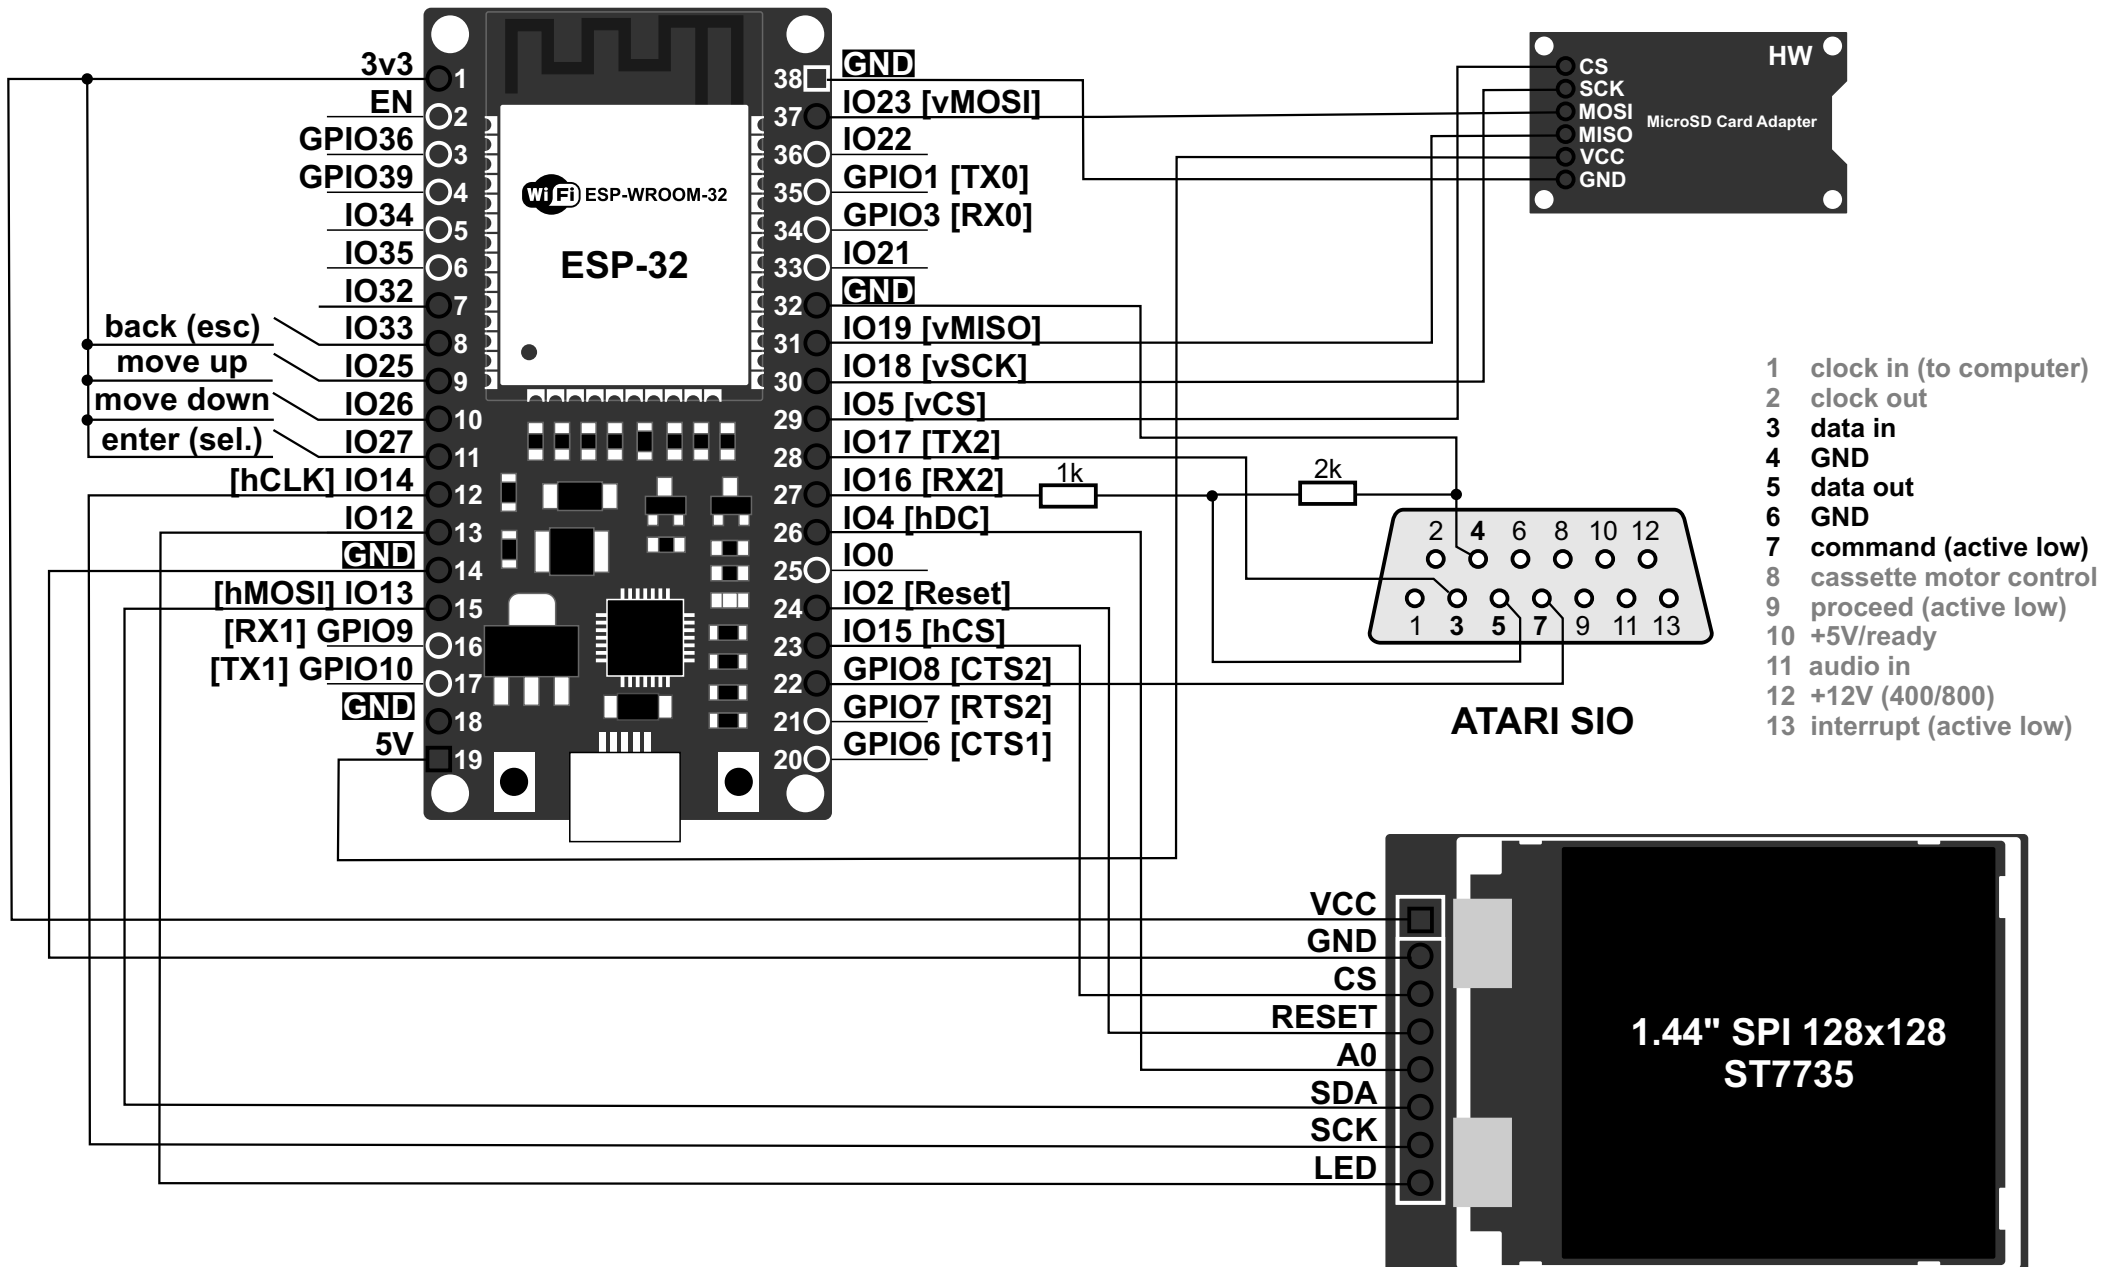 3v3
EN
GPIO36
GPIO39
IO34
IO35
IO32
back (esc) IO33
move up IO25
move down IO26
enter (sel.) IO27
[hCLK] IO14
IO12
GND
[hMOSI] IO13
[RX1] GPIO9
[TX1] GPIO10
GND
5V
1
2
3
4
5
6
7
8
9
10
11
12
13
14
15
16
17
18
19
WiFi ESP-WROOM-32
ESP-32
38 GND
37 IO23 [vMOSI]
36 IO22
35 GPIO1 [TX0]
34 GPIO3 [RX0]
33 IO21
32 GND
31 IO19 [vMISO]
30 IO18 [vSCK]
29 IO5 [vCS]
28 IO17 [TX2]
27 IO16 [RX2]
26 IO4 [hDC]
25 IO0
24 IO2 [Reset]
23 IO15 [hCS]
22 GPIO8 [CTS2]
21 GPIO7 [RTS2]
20 GPIO6 [CTS1]
1k
2k
HW
CS
SCK
MOSI
MISO
VCC
GND
MicroSD Card Adapter
2 4 6 8 10 12
1 3 5 7 9 11 13
ATARI SIO
1 clock in (to computer)
2 clock out
3 data in
4 GND
5 data out
6 GND
7 command (active low)
8 cassette motor control
9 proceed (active low)
10 +5V/ready
11 audio in
12 +12V (400/800)
13 interrupt (active low)
VCC
GND
CS
RESET
A0
SDA
SCK
LED
1.44" SPI 128x128
ST7735